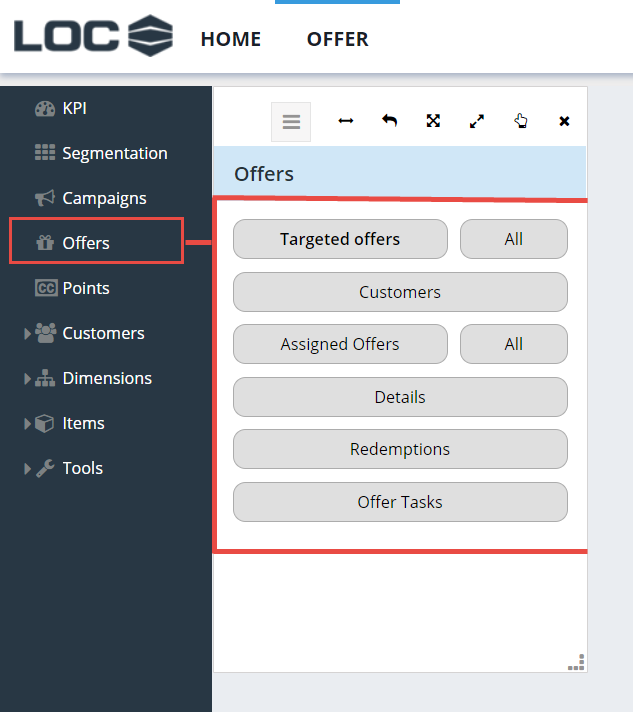 LOC
HOME
OFFER
KPI
Segmentation
Campaigns
Offers
CC Points
Customers
Dimensions
Items
Tools
Offers
Targeted offers
All
Customers
Assigned Offers
All
Details
Redemptions
Offer Tasks